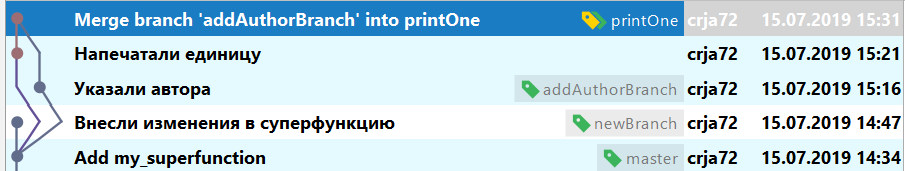 Merge branch 'addAuthorBranch' into printOne printOne crja72 15.07.2019 15:31
Напечатали единицу crja72 15.07.2019 15:21
Указали автора addAuthorBranch crja72 15.07.2019 15:16
Внесли изменения в суперфункцию newBranch crja72 15.07.2019 14:47
Add my_superfunction master crja72 15.07.2019 14:34